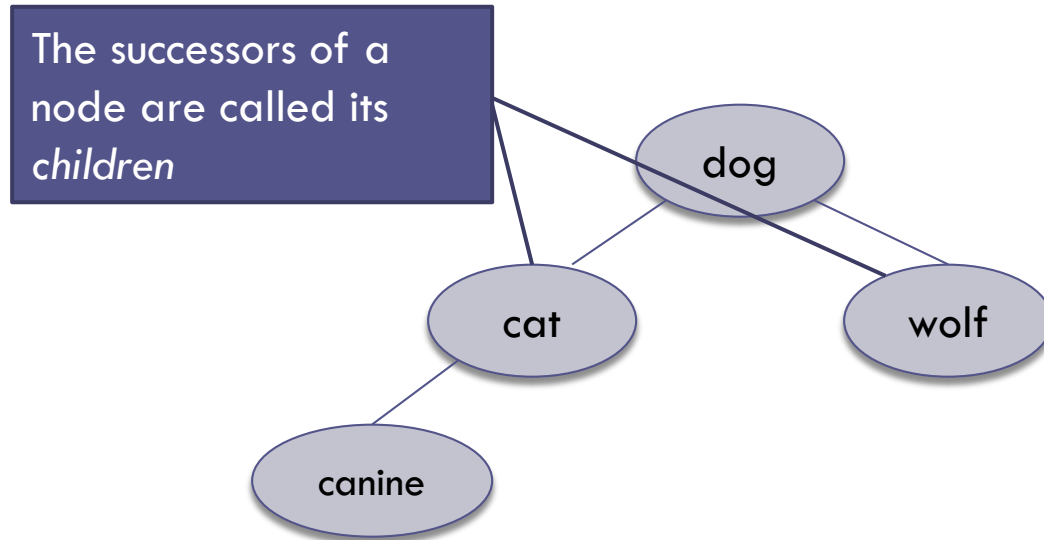 The successors of a
node are called its
children
dog
cat
wolf
canine